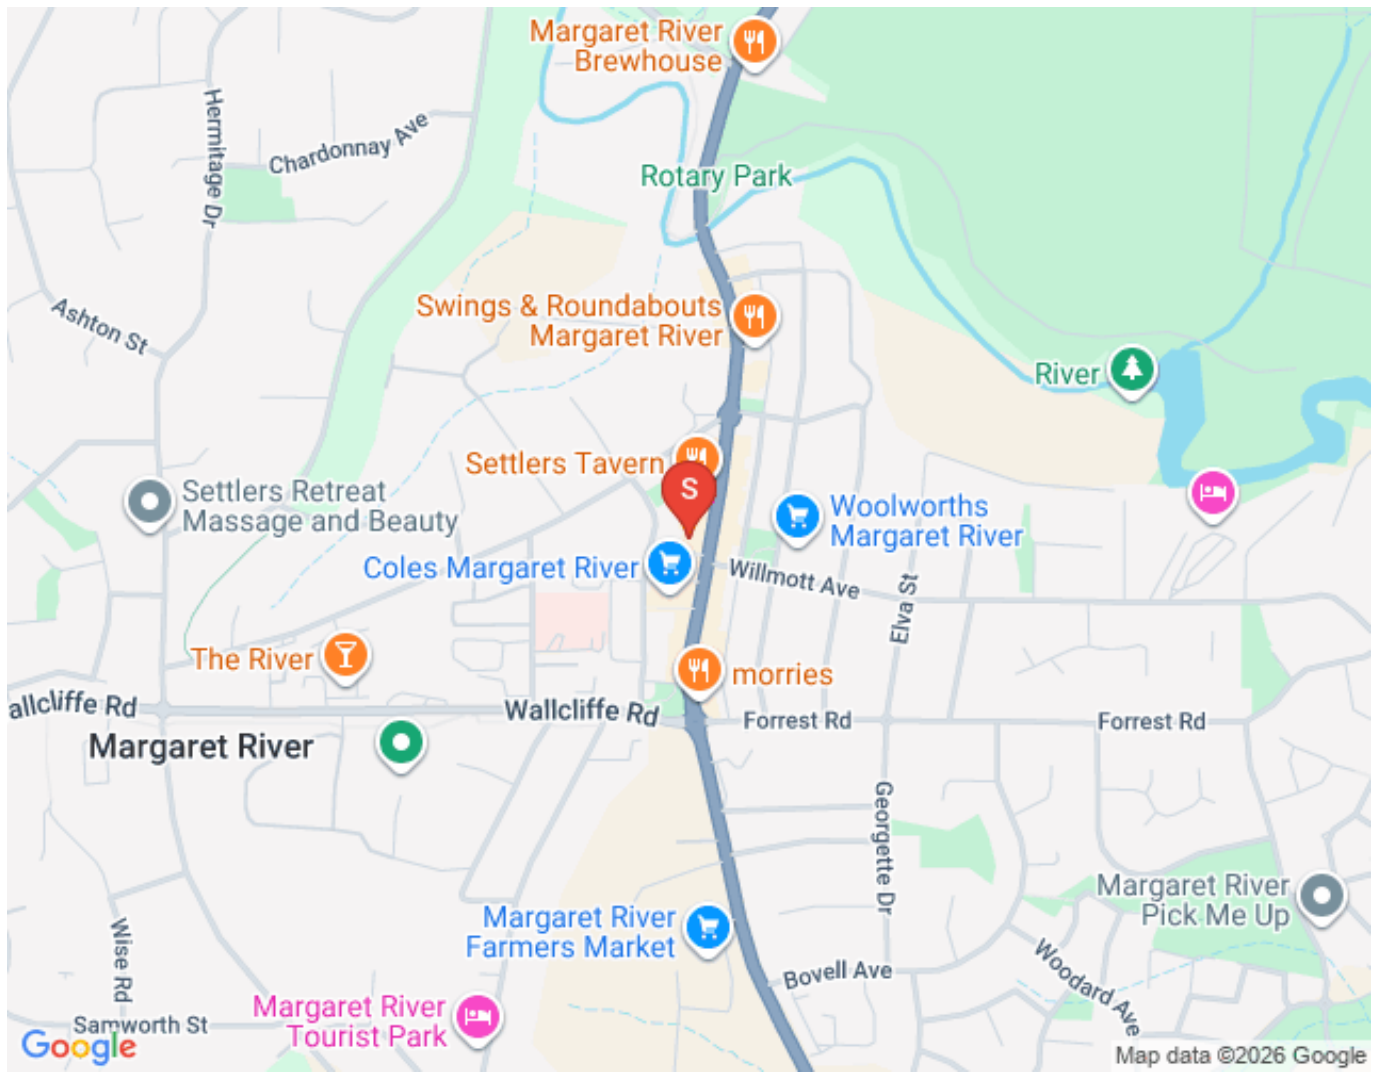 Margaret River
Brewhouse
Hermitage Dr
Chardonnay Ave
Rotary Park
Swings & Roundabouts
Margaret River
Ashton St
River
Settlers Tavern
S
Settlers Retreat
Massage and Beauty
Woolworths
Margaret River
Coles Margaret River
Willmott Ave
Elva St
The River
morries
allcliffe Rd
Wallcliffe Rd
Forrest Rd
Forrest Rd
Margaret River
Georgette Dr
Margaret River
Pick Me Up
Margaret River
Farmers Market
Wise Rd
Bovell Ave
Woodard Ave
Margaret River
Tourist Park
Samworth St
Google
Map data ©2026 Google